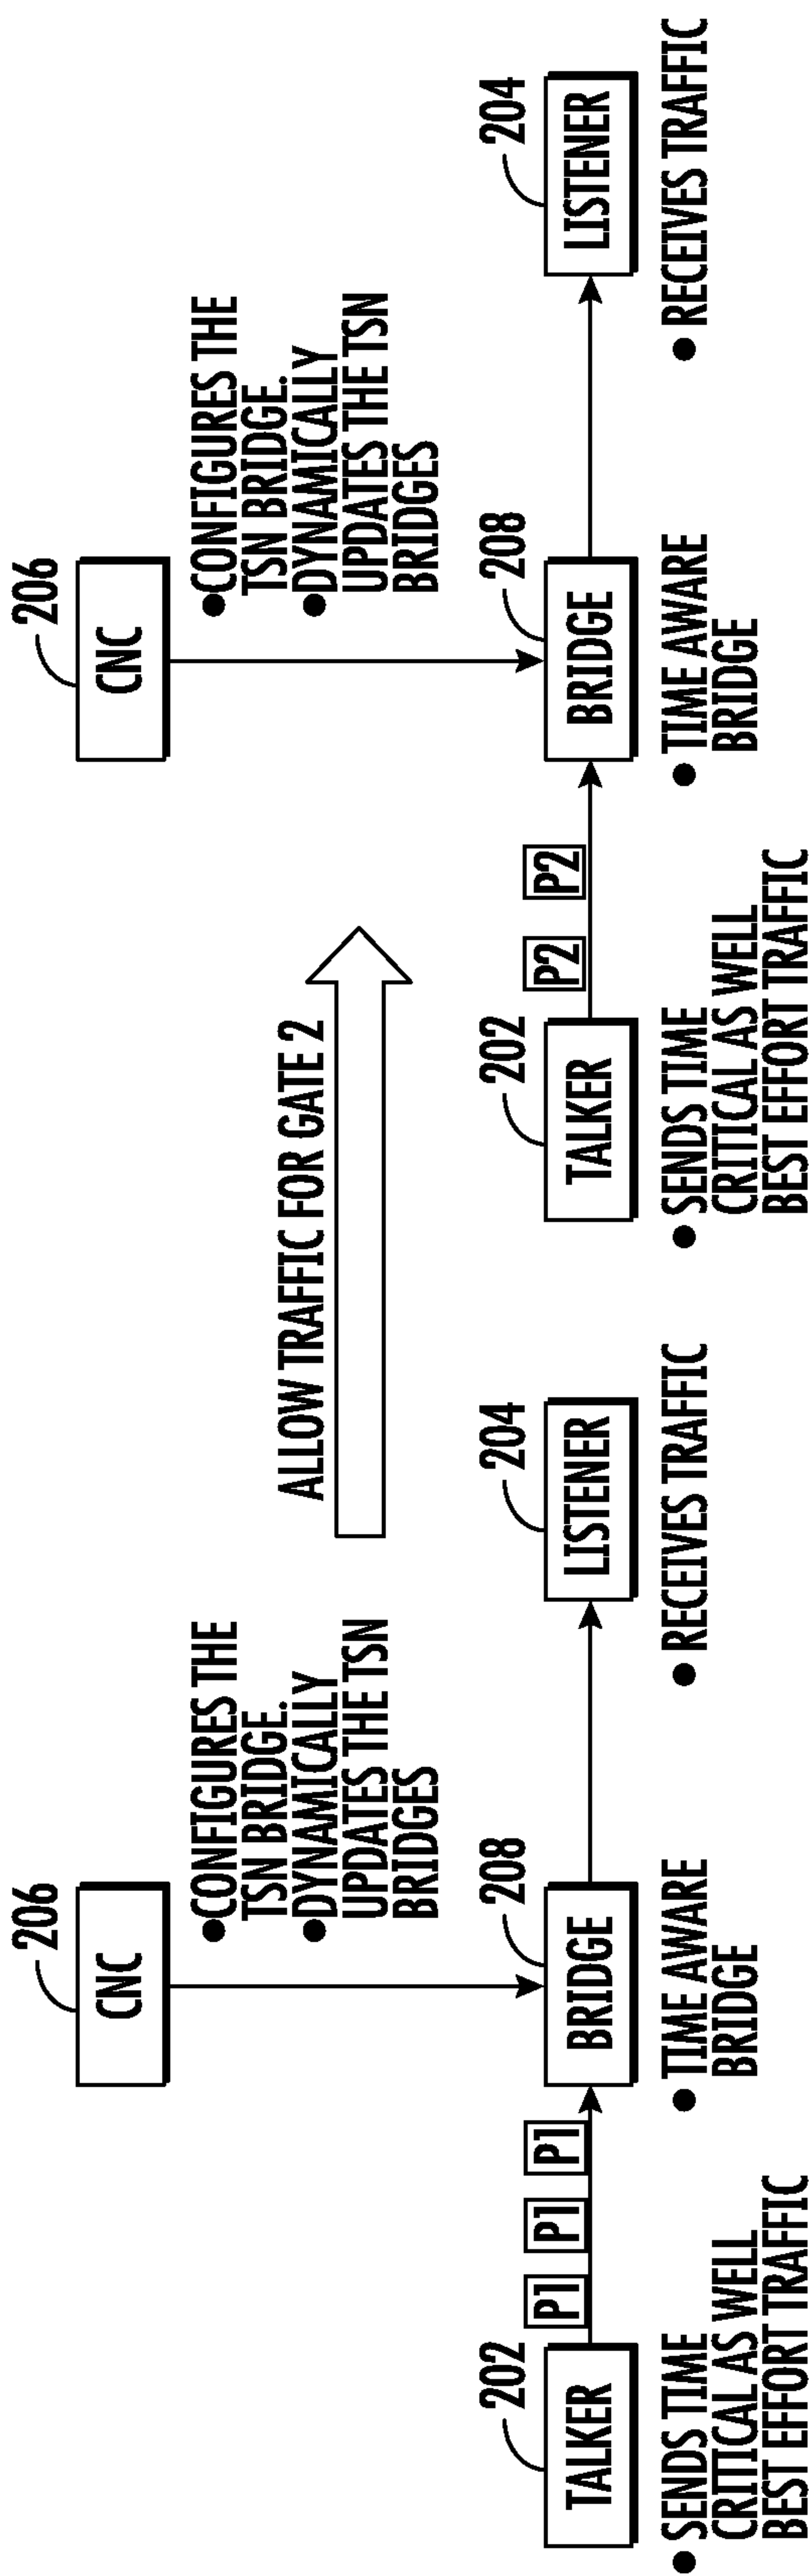 206
CNC
● CONFIGURES THE
TSN BRIDGE.
● DYNAMICALLY
UPDATES THE TSN
BRIDGES
202
TALKER
P1 P1 P1
208
BRIDGE
204
LISTENER
● SENDS TIME
CRITICAL AS WELL
BEST EFFORT TRAFFIC
● TIME AWARE
BRIDGE
● RECEIVES TRAFFIC
ALLOW TRAFFIC FOR GATE 2
206
CNC
● CONFIGURES THE
TSN BRIDGE.
● DYNAMICALLY
UPDATES THE TSN
BRIDGES
202
TALKER
P2 P2
208
BRIDGE
204
LISTENER
● SENDS TIME
CRITICAL AS WELL
BEST EFFORT TRAFFIC
● TIME AWARE
BRIDGE
● RECEIVES TRAFFIC